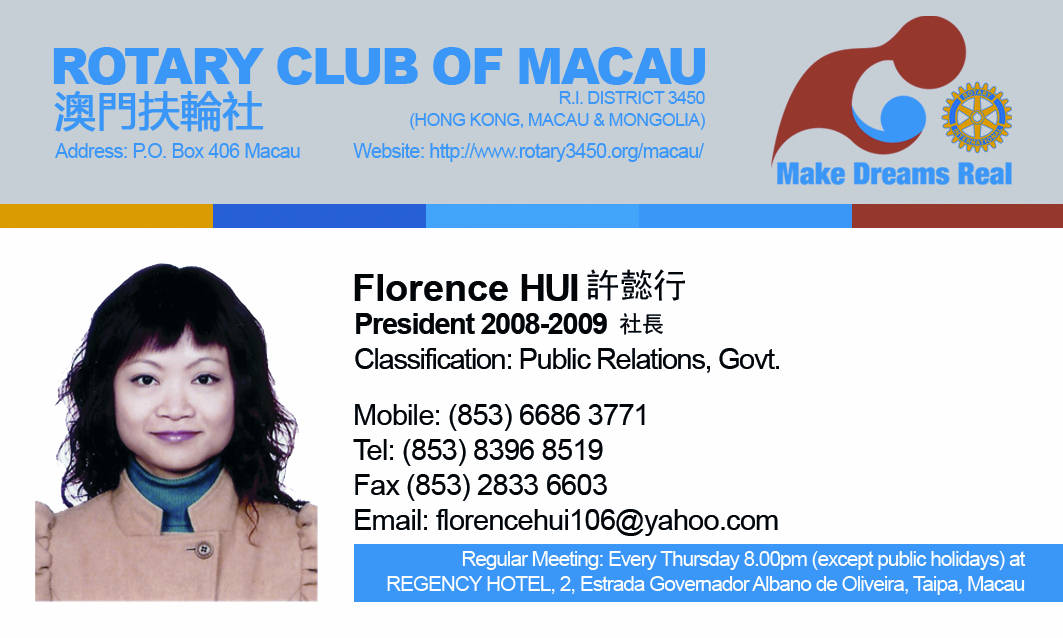 ROTARY CLUB OF MACAU
澳門扶輪社
R.I. DISTRICT 3450
(HONG KONG, MACAU & MONGOLIA)
Address: P.O. Box 406 Macau
Website: http://www.rotary3450.org/macau/
ROTARY
INTERNATIONAL
Make Dreams Real
Florence HUI 許懿行
President 2008-2009 社長
Classification: Public Relations, Govt.
Mobile: (853) 6686 3771
Tel: (853) 8396 8519
Fax (853) 2833 6603
Email: florencehui106@yahoo.com
Regular Meeting: Every Thursday 8.00pm (except public holidays) at
REGENCY HOTEL, 2, Estrada Governador Albano de Oliveira, Taipa, Macau